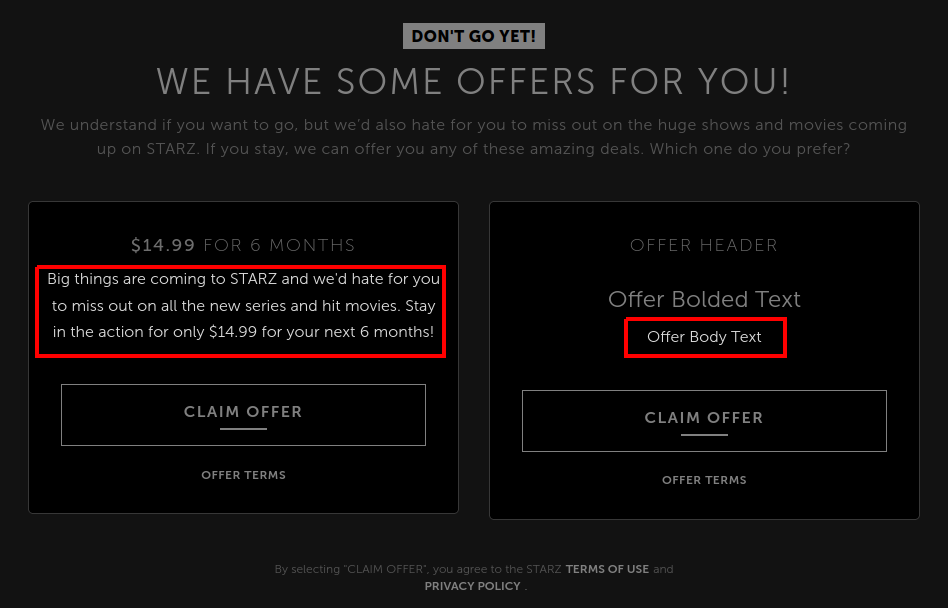 DON'T GO YET!
WE HAVE SOME OFFERS FOR YOU!
We understand if you want to go, but we’d also hate for you to miss out on the huge shows and movies coming
up on STARZ. If you stay, we can offer you any of these amazing deals. Which one do you prefer?
$14.99 FOR 6 MONTHS
Big things are coming to STARZ and we’d hate for you
to miss out on all the new series and hit movies. Stay
in the action for only $14.99 for your next 6 months!
CLAIM OFFER
OFFER TERMS
OFFER HEADER
Offer Bolded Text
Offer Body Text
CLAIM OFFER
OFFER TERMS
By selecting "CLAIM OFFER", you agree to the STARZ TERMS OF USE and
PRIVACY POLICY .